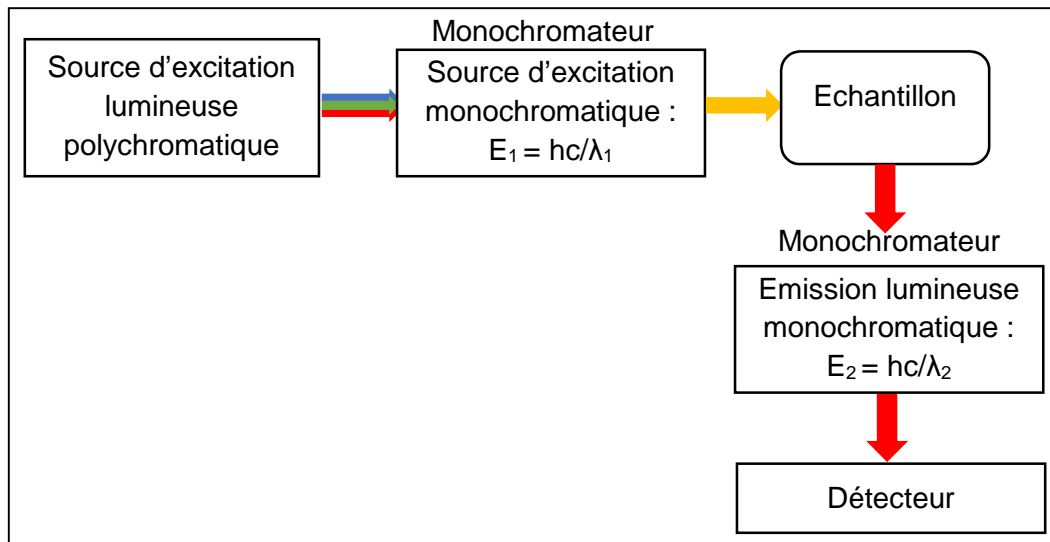 Source d'excitation
lumineuse
polychromatique
Monochromateur
Source d'excitation
monochromatique :
E₁ = hc/λ₁
Echantillon
Monochromateur
Emission lumineuse
monochromatique :
E₂ = hc/λ₂
Détecteur